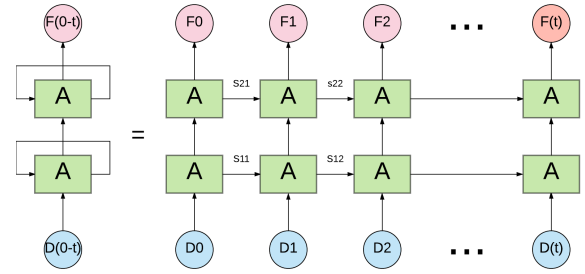 F(0-t) F0 F1 F2 ... F(t)
A A S21 A s22 A A
=
A A S11 A S12 A A
D(0-t) D0 D1 D2 ... D(t)